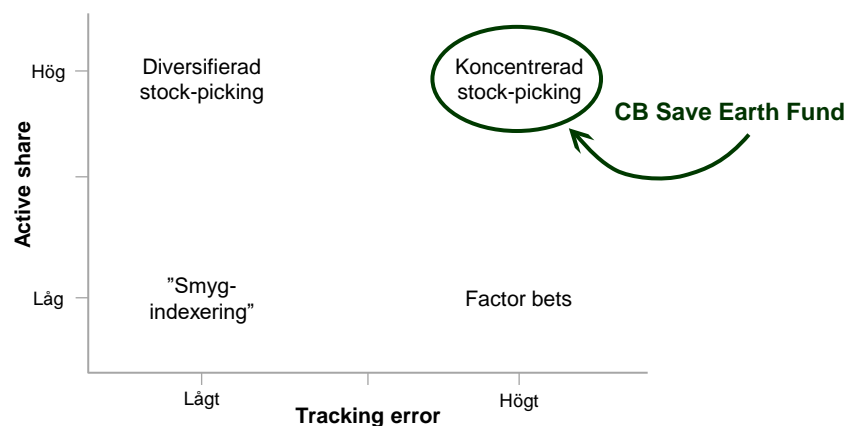 Hög
Diversifierad
stock-picking
Koncentrerad
stock-picking
CB Save Earth Fund
Active share
Låg
”Smyg-
indexering”
Factor bets
Lågt
Högt
Tracking error